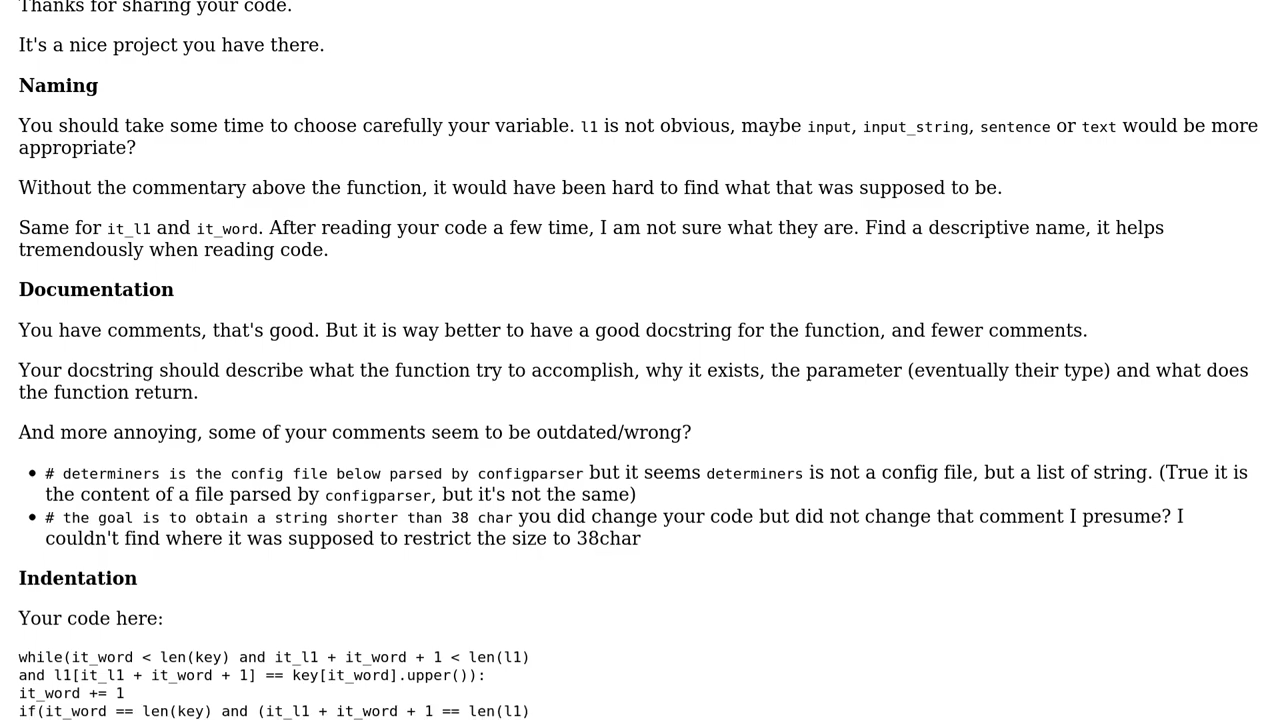 Thanks for sharing your code.
It's a nice project you have there.
Naming
You should take some time to choose carefully your variable. l1 is not obvious, maybe input, input_string, sentence or text would be more
appropriate?
Without the commentary above the function, it would have been hard to find what that was supposed to be.
Same for it_l1 and it_word. After reading your code a few time, I am not sure what they are. Find a descriptive name, it helps
tremendously when reading code.
Documentation
You have comments, that's good. But it is way better to have a good docstring for the function, and fewer comments.
Your docstring should describe what the function try to accomplish, why it exists, the parameter (eventually their type) and what does
the function return.
And more annoying, some of your comments seem to be outdated/wrong?
• # determiners is the config file below parsed by configparser but it seems determiners is not a config file, but a list of string. (True it is
the content of a file parsed by configparser, but it's not the same)
• # the goal is to obtain a string shorter than 38 char you did change your code but did not change that comment I presume? I
couldn't find where it was supposed to restrict the size to 38char
Indentation
Your code here:
while(it_word < len(key) and it_l1 + it_word + 1 < len(l1)
and l1[it_l1 + it_word + 1] == key[it_word].upper()):
it_word += 1
if(it_word == len(key) and (it_l1 + it_word + 1 == len(l1)